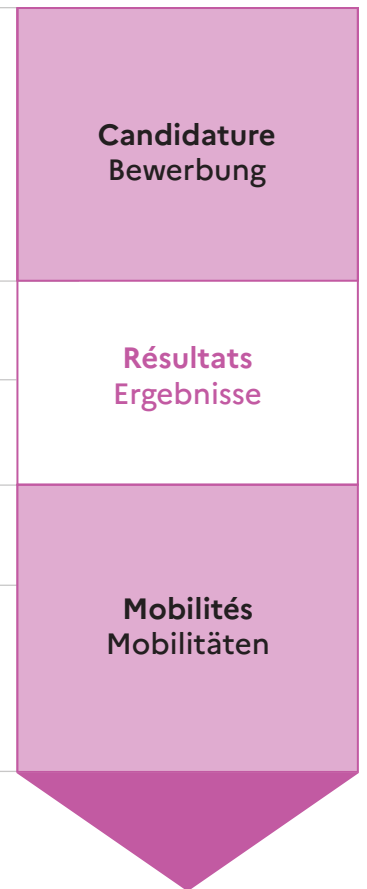 Candidature
Bewerbung
Résultats
Ergebnisse
Mobilités
Mobilitäten